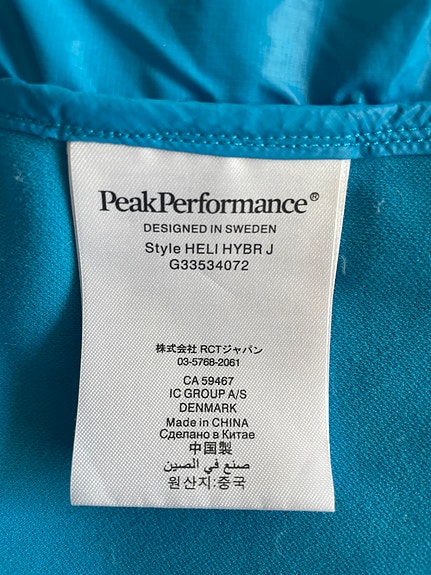 PeakPerformance®
DESIGNED IN SWEDEN
Style HELI HYBR J
G33534072
株式会社 RCTジャパン
03-5768-2061
CA 59467
IC GROUP A/S
DENMARK
Made in CHINA
Сделано в Китае
中国製
صنع في الصين
원산지:중국